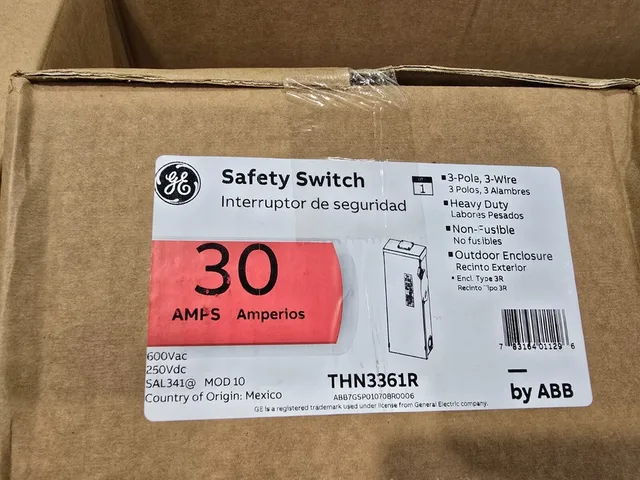 GE
Safety Switch
Interruptor de seguridad
30
AMPS Amperios
600Vac
250Vdc
SAL341@ MOD 10
Country of Origin: Mexico
1
3-Pole, 3-Wire
3 Polos, 3 Alambres
Heavy Duty
Labores Pesados
Non-Fusible
No fusibles
Outdoor Enclosure
Recinto Exterior
Encl. Type 3R
Recinto Tipo 3R
THN3361R
ABB7GSP010708R0006
7 83164 01129 6
by ABB
GE is a registered trademark used under license from General Electric company.